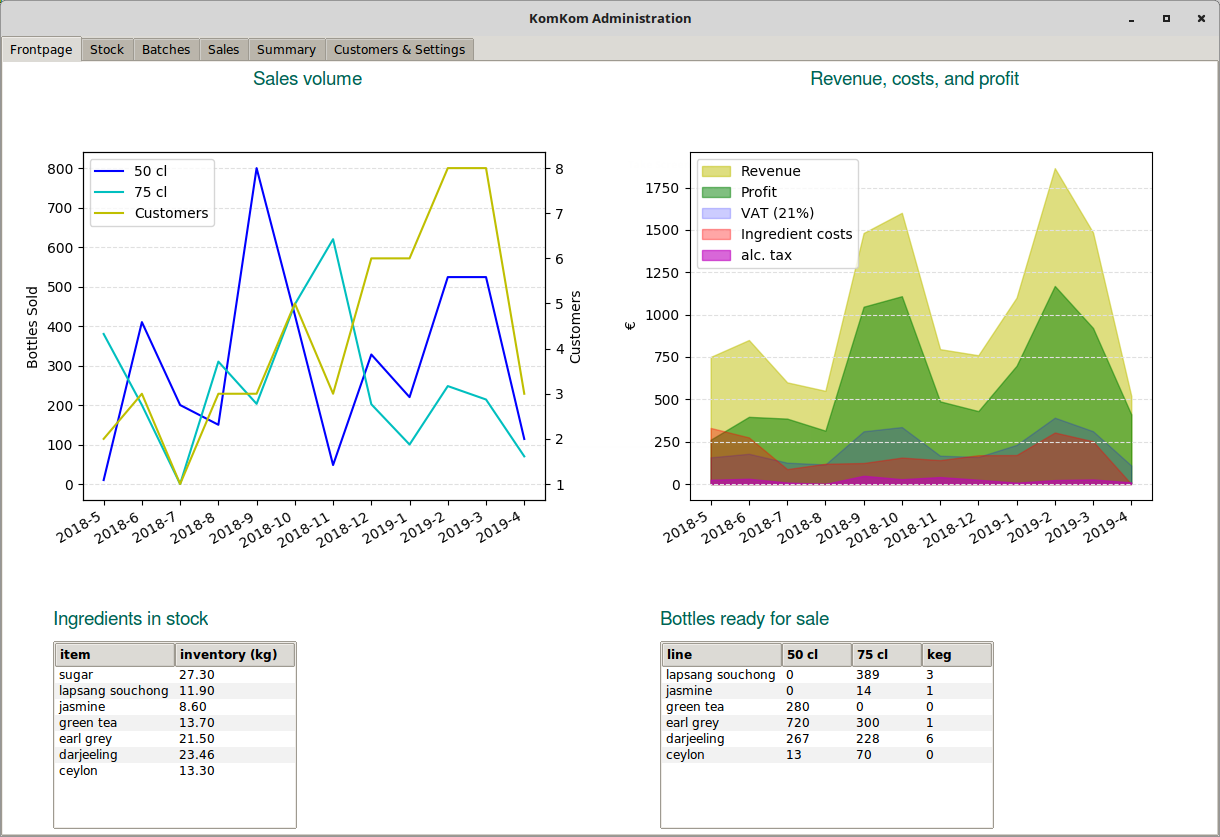 KomKom Administration
Frontpage Stock Batches Sales Summary Customers & Settings
Sales volume
50 cl
75 cl
Customers
Bottles Sold
800
700
600
500
400
300
200
100
0
8
7
6
5
4
3
2
1
Customers
2018-5 2018-6 2018-7 2018-8 2018-9 2018-10 2018-11 2018-12 2019-1 2019-2 2019-3 2019-4
Revenue, costs, and profit
Revenue
Profit
VAT (21%)
Ingredient costs
alc. tax
€
1750
1500
1250
1000
750
500
250
0
2018-5 2018-6 2018-7 2018-8 2018-9 2018-10 2018-11 2018-12 2019-1 2019-2 2019-3 2019-4
Ingredients in stock
item inventory (kg)
sugar 27.30
lapsang souchong 11.90
jasmine 8.60
green tea 13.70
earl grey 21.50
darjeeling 23.46
ceylon 13.30
Bottles ready for sale
line 50 cl 75 cl keg
lapsang souchong 0 389 3
jasmine 0 14 1
green tea 280 0 0
earl grey 720 300 1
darjeeling 267 228 6
ceylon 13 70 0